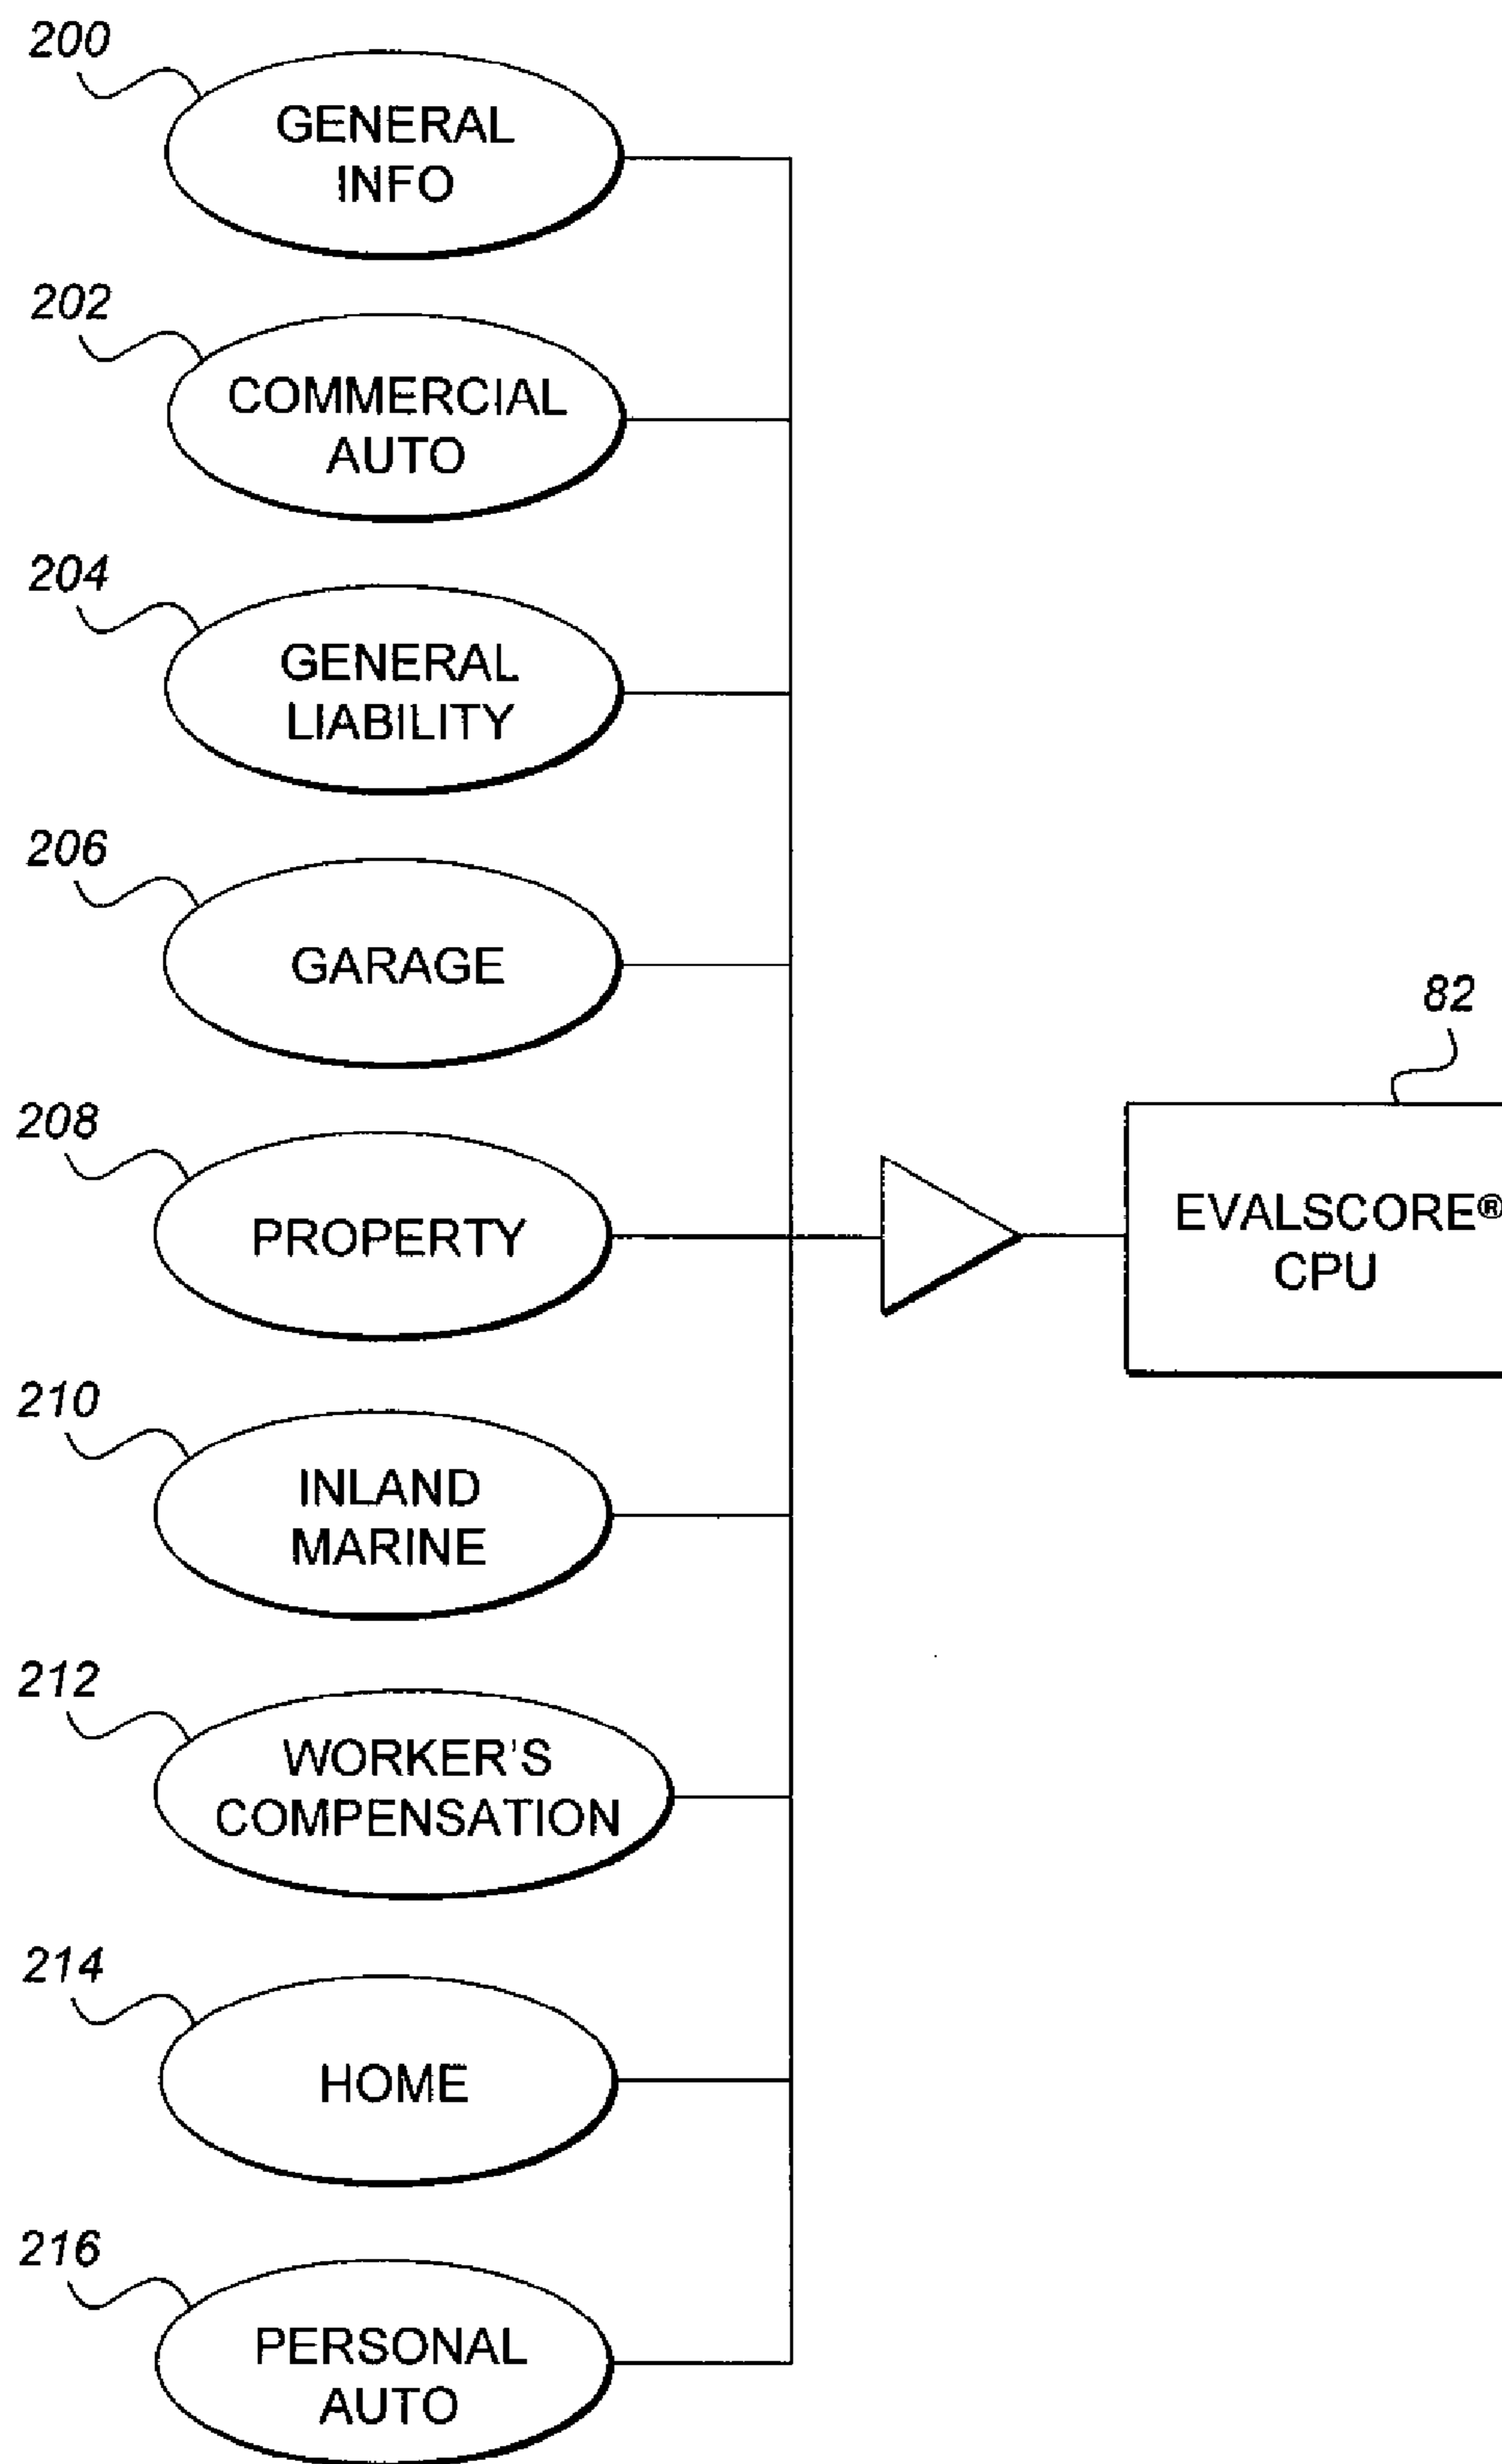 200
GENERAL
INFO
202
COMMERCIAL
AUTO
204
GENERAL
LIABILITY
206
GARAGE
82
208
PROPERTY
EVALSCORE®
CPU
210
INLAND
MARINE
212
WORKER'S
COMPENSATION
214
HOME
216
PERSONAL
AUTO